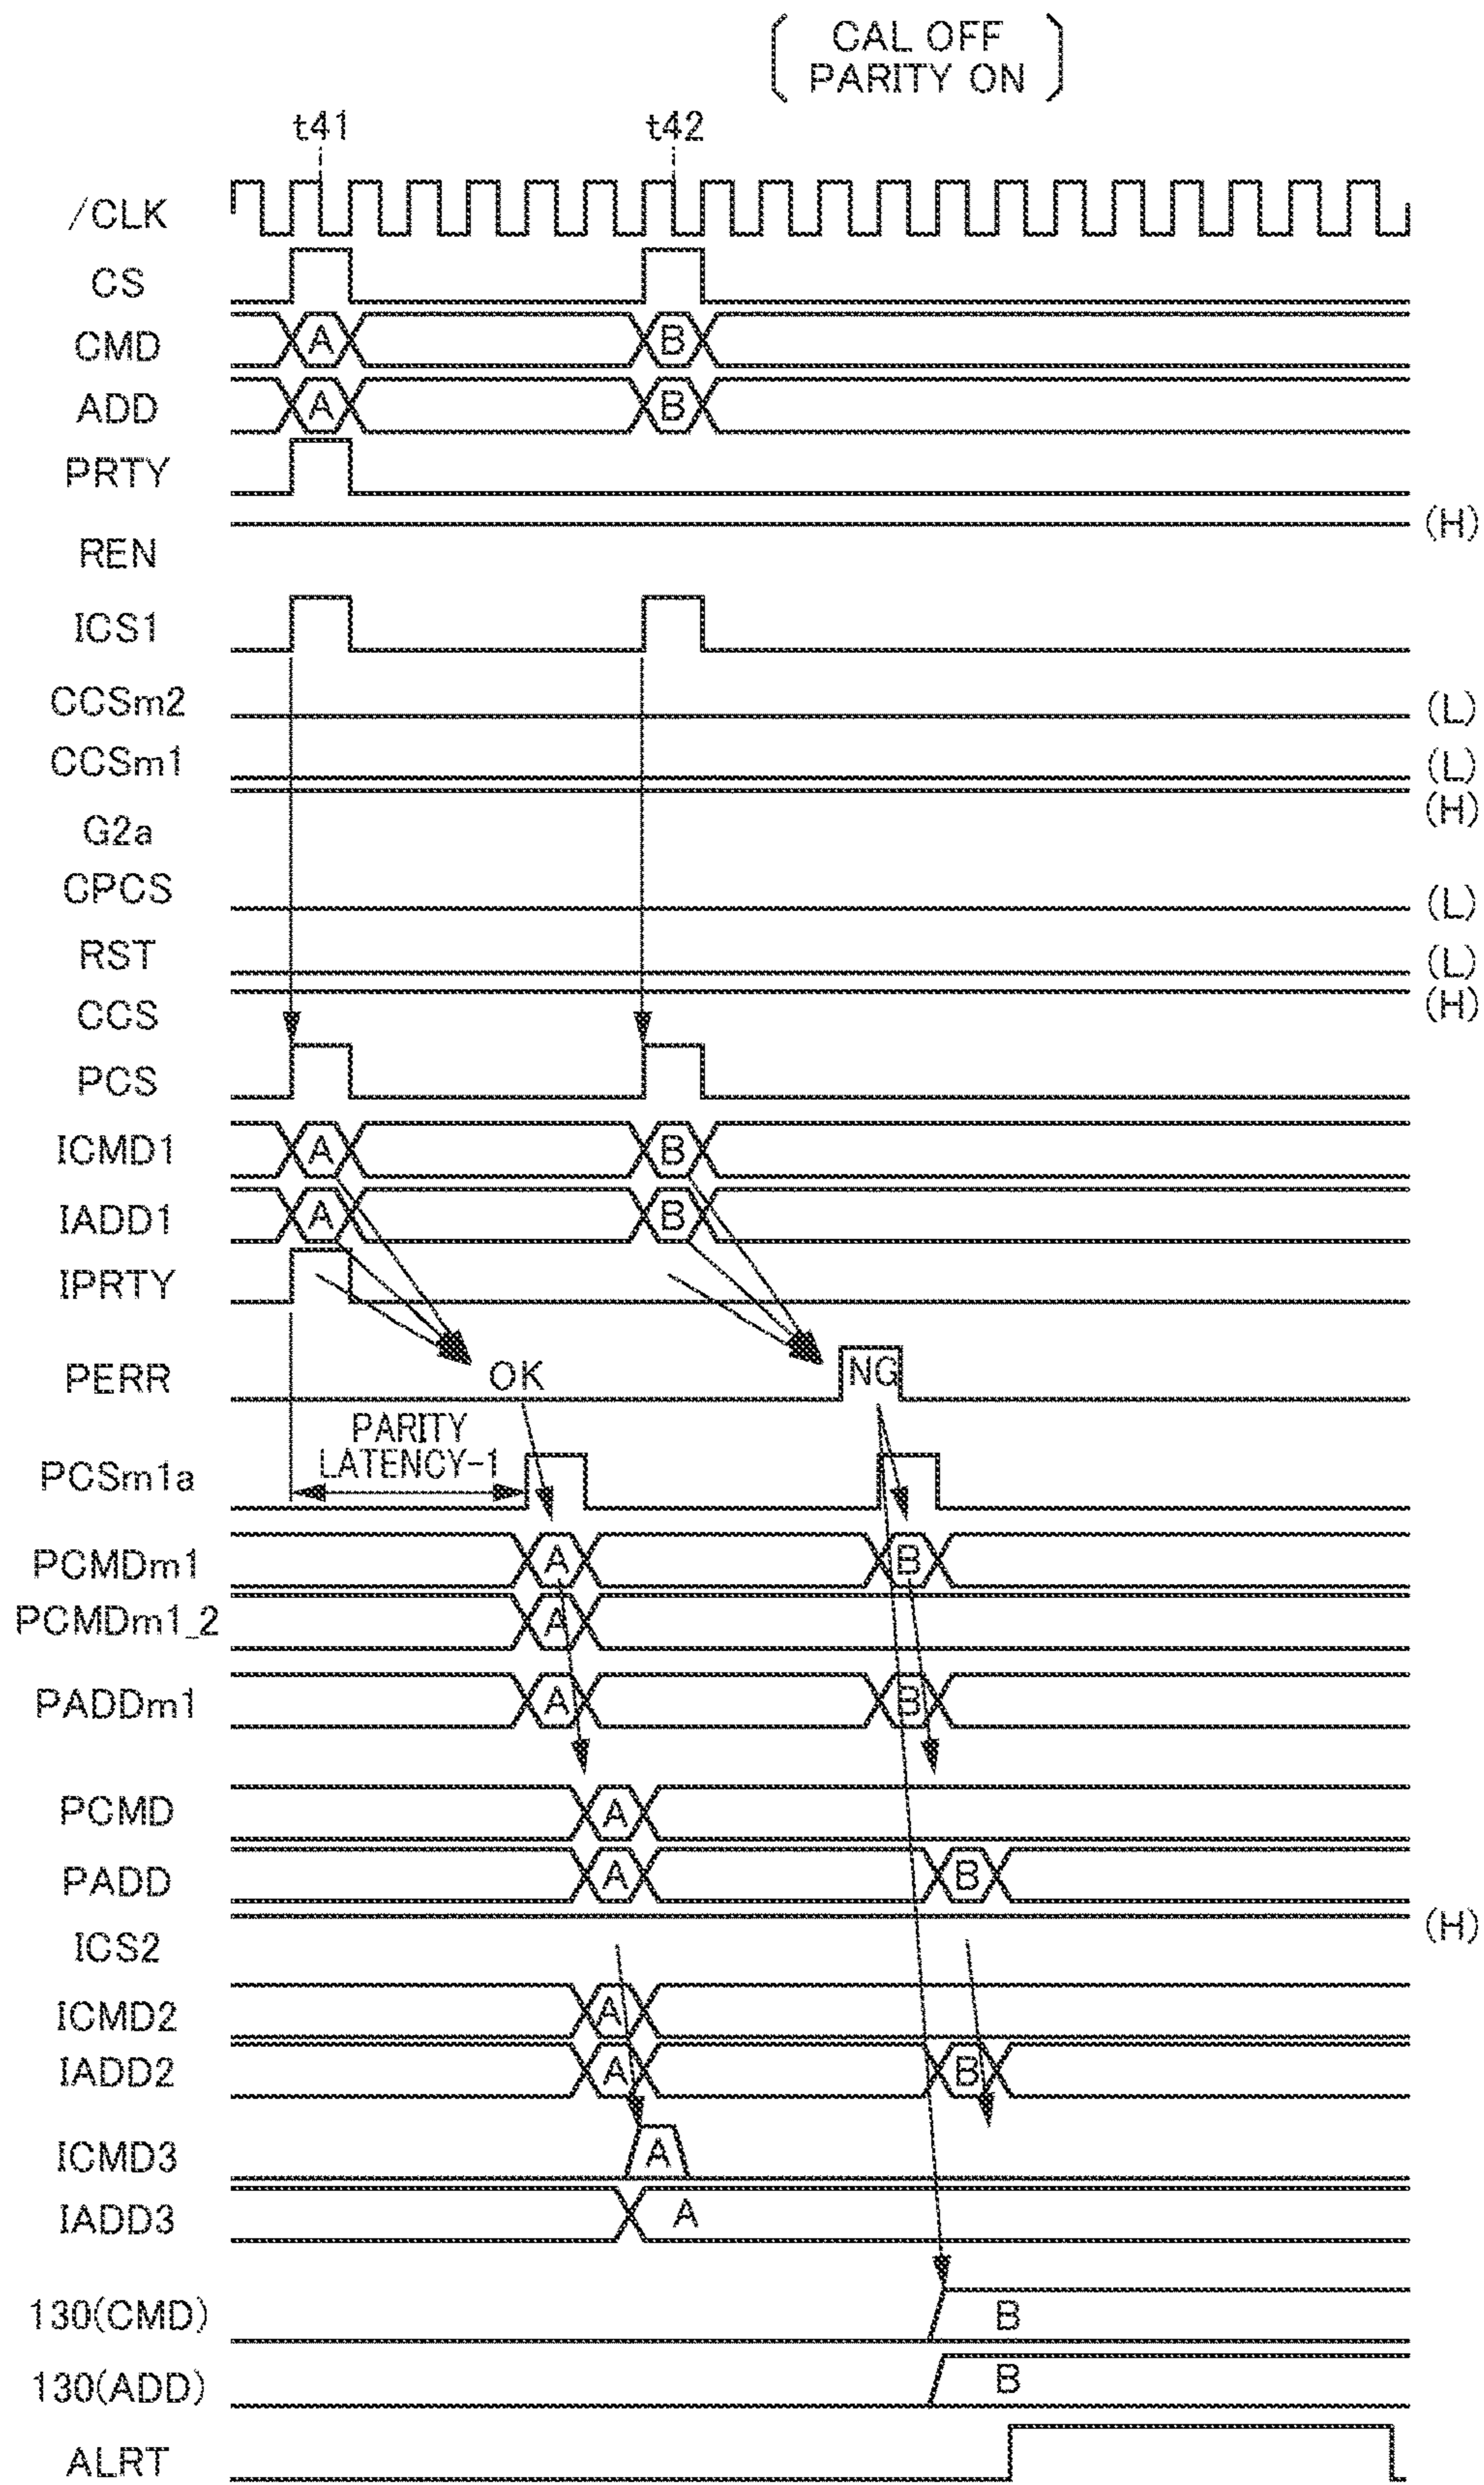 CAL OFF
PARITY ON
t41 t42
/CLK
CS
CMD A B
ADD A B
PRTY
REN (H)
ICS1
CCSm2 (L)
CCSm1 (L)
G2a (H)
CPCS (L)
RST (L)
CCS (H)
PCS
ICMD1 A B
IADD1 A B
IPRTY
PERR OK NG
PARITY
LATENCY-1
PCSm1a
PCMDm1 A B
PCMDm1_2 A
PADDm1 A B
PCMD A
PADD A B
ICS2 (H)
ICMD2 A
IADD2 A B
ICMD3 A
IADD3 A
130(CMD) B
130(ADD) B
ALRT